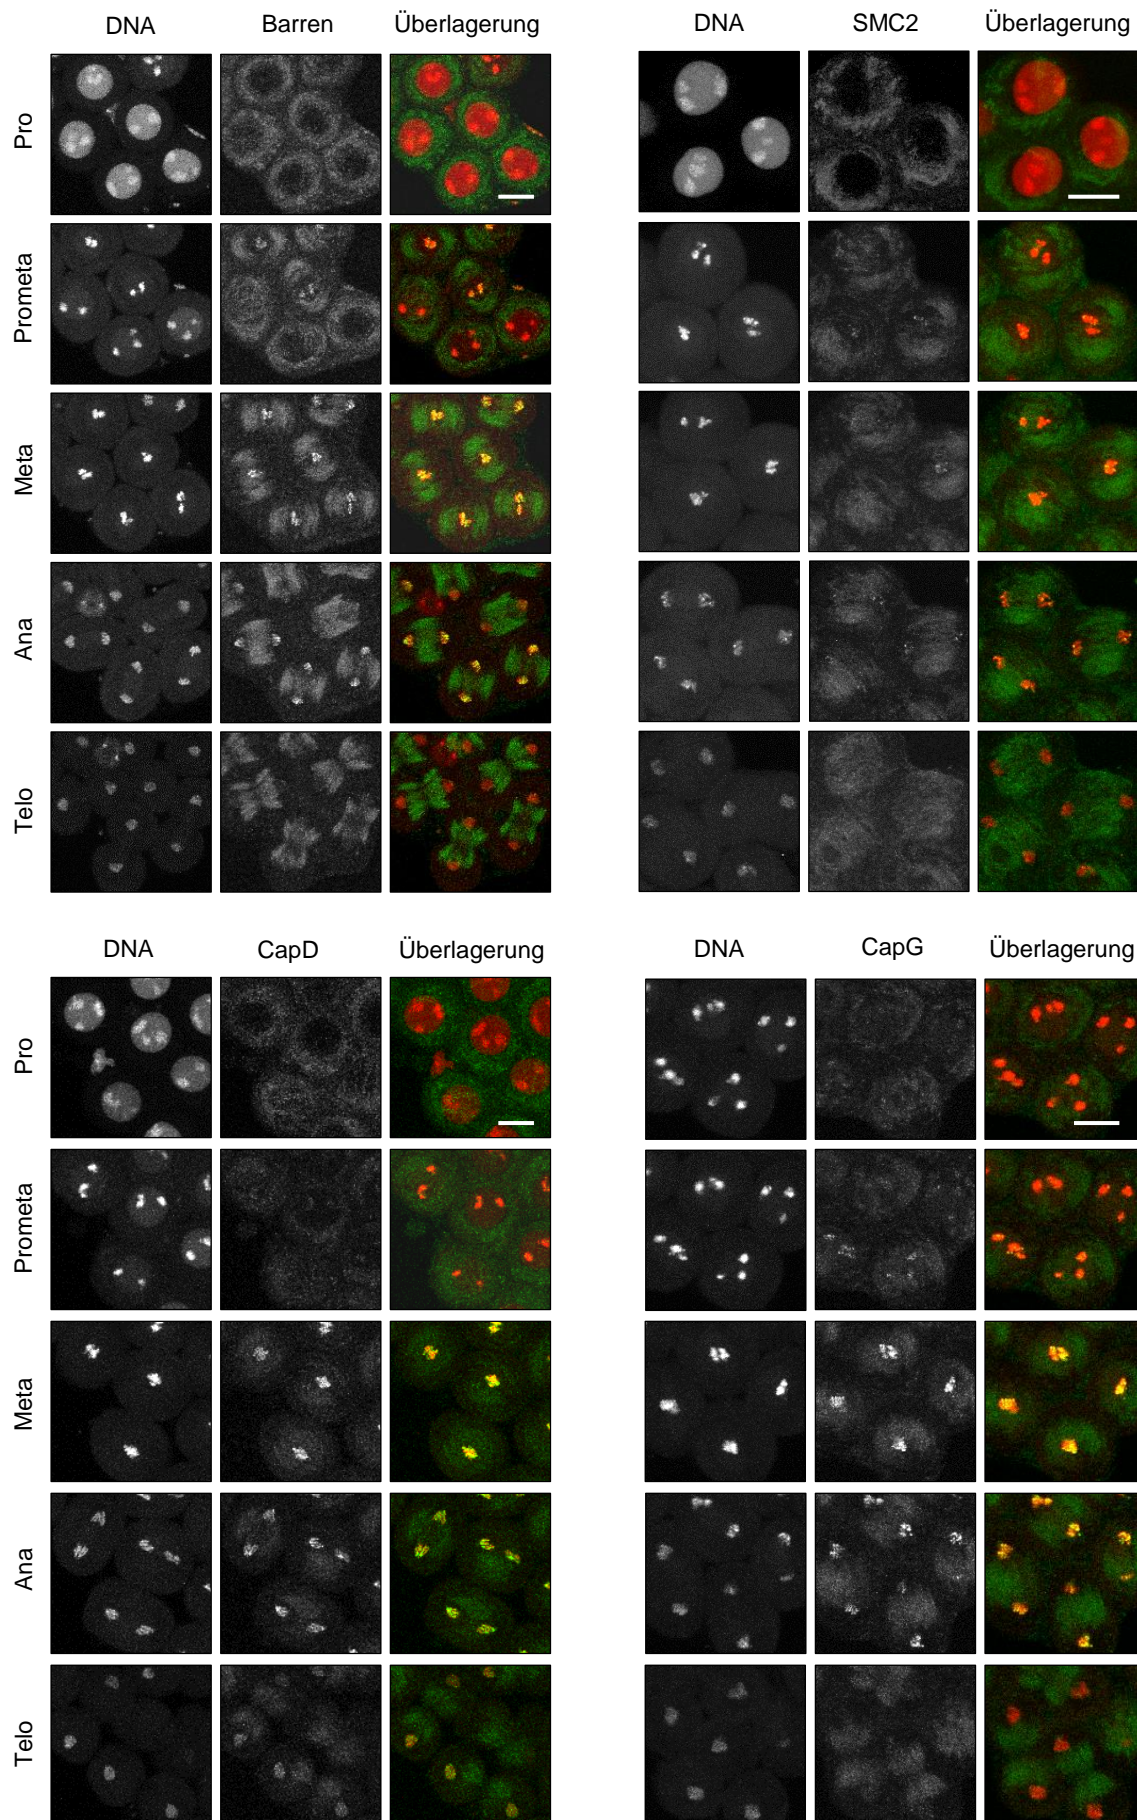 DNA Barren Überlagerung
DNA SMC2 Überlagerung
Pro
Prometa
Meta
Ana
Telo
DNA CapD Überlagerung
DNA CapG Überlagerung
Pro
Prometa
Meta
Ana
Telo